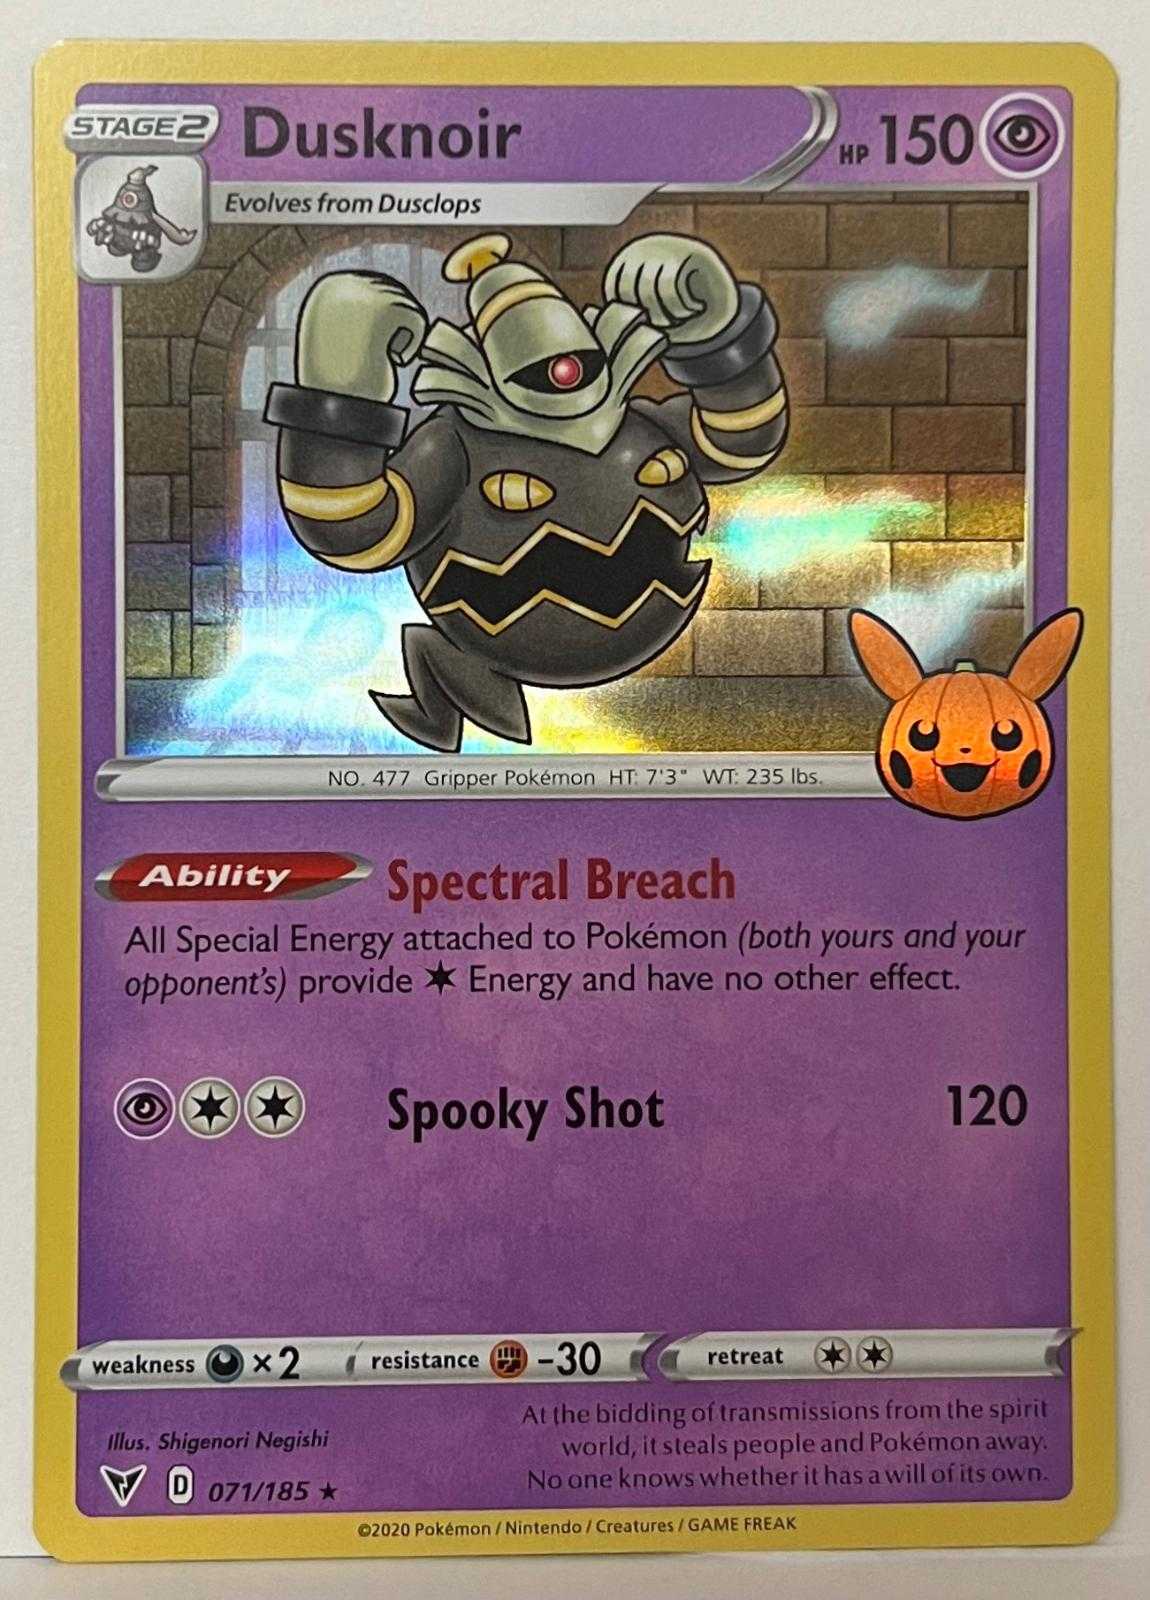 STAGE 2
Dusknoir
HP 150
Evolves from Dusclops
NO. 477 Gripper Pokémon HT: 7'3" WT: 235 lbs.
Ability Spectral Breach
All Special Energy attached to Pokémon (both yours and your
opponent's) provide Energy and have no other effect.
Spooky Shot 120
weakness ×2 resistance -30 retreat
Illus. Shigenori Negishi
At the bidding of transmissions from the spirit
world, it steals people and Pokémon away.
No one knows whether it has a will of its own.
D 071/185 ★
©2020 Pokémon / Nintendo / Creatures / GAME FREAK